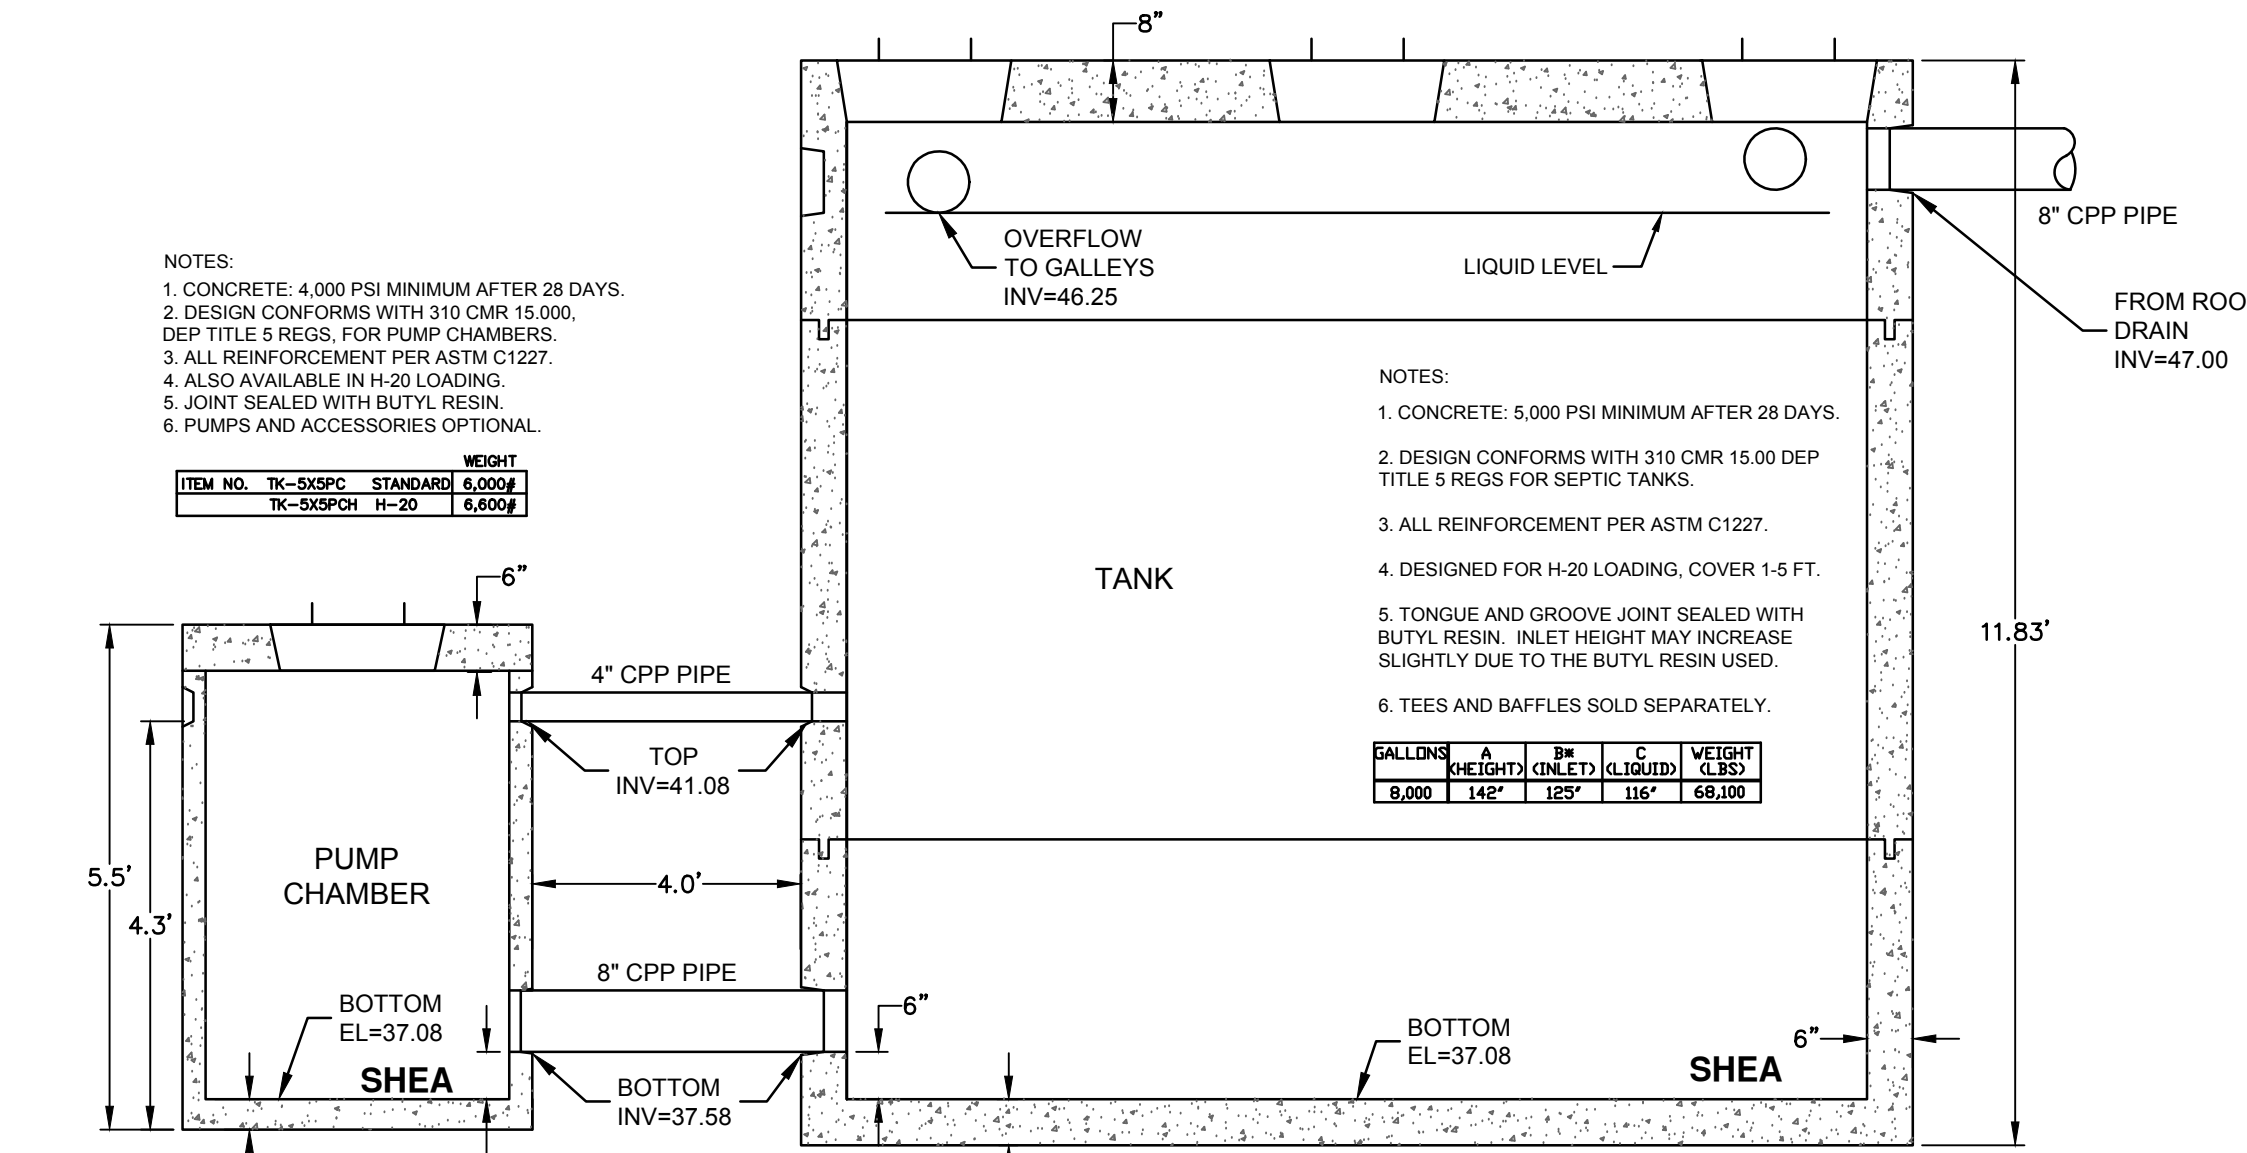 8"
NOTES:
1. CONCRETE: 4,000 PSI MINIMUM AFTER 28 DAYS.
2. DESIGN CONFORMS WITH 310 CMR 15.000,
DEP TITLE 5 REGS, FOR PUMP CHAMBERS.
3. ALL REINFORCEMENT PER ASTM C1227.
4. ALSO AVAILABLE IN H-20 LOADING.
5. JOINT SEALED WITH BUTYL RESIN.
6. PUMPS AND ACCESSORIES OPTIONAL.
WEIGHT
ITEM NO. TK-5X5PC STANDARD 6,000#
TK-5X5PCH H-20 6,600#
OVERFLOW
TO GALLEYS
INV=46.25
LIQUID LEVEL
8" CPP PIPE
FROM ROO
DRAIN
INV=47.00
NOTES:
1. CONCRETE: 5,000 PSI MINIMUM AFTER 28 DAYS.
2. DESIGN CONFORMS WITH 310 CMR 15.00 DEP
TITLE 5 REGS FOR SEPTIC TANKS.
3. ALL REINFORCEMENT PER ASTM C1227.
4. DESIGNED FOR H-20 LOADING, COVER 1-5 FT.
5. TONGUE AND GROOVE JOINT SEALED WITH
BUTYL RESIN. INLET HEIGHT MAY INCREASE
SLIGHTLY DUE TO THE BUTYL RESIN USED.
6. TEES AND BAFFLES SOLD SEPARATELY.
GALLONS A (HEIGHT) B* (INLET) C (LIQUID) WEIGHT (LBS)
8,000 142" 125" 116" 68,100
TANK
11.83'
6"
4" CPP PIPE
TOP
INV=41.08
PUMP
CHAMBER
5.5'
4.3'
4.0'
8" CPP PIPE
6"
BOTTOM
EL=37.08
SHEA
BOTTOM
INV=37.58
BOTTOM
EL=37.08
SHEA
6"